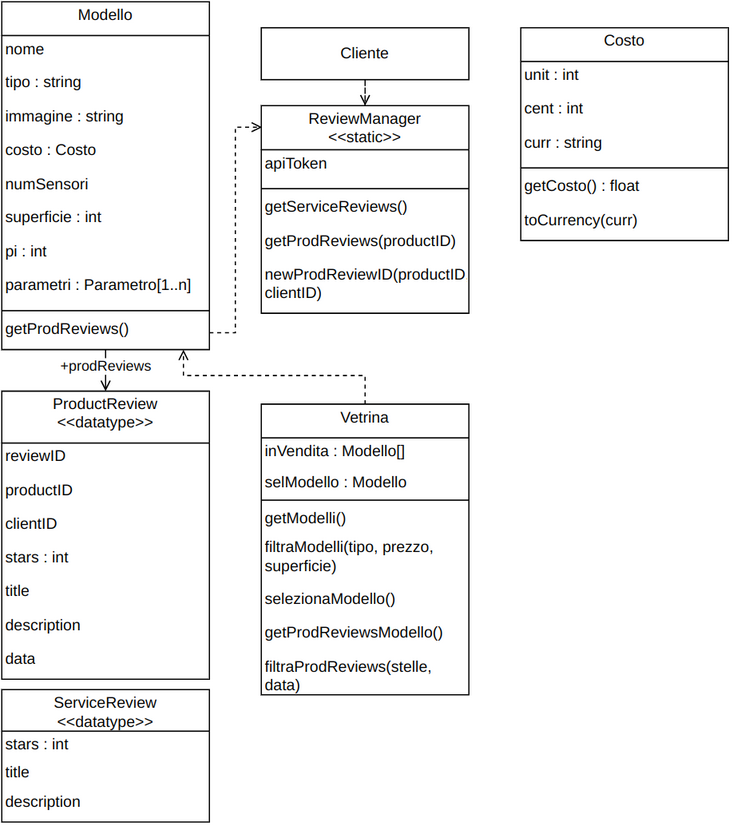 Modello
nome
tipo : string
immagine : string
costo : Costo
numSensori
superficie : int
pi : int
parametri : Parametro[1..n]
getProdReviews()
+prodReviews
ProductReview
<<datatype>>
reviewID
productID
clientID
stars : int
title
description
data
ServiceReview
<<datatype>>
stars : int
title
description
Cliente
ReviewManager
<<static>>
apiToken
getServiceReviews()
getProdReviews(productID)
newProdReviewID(productID
clientID)
Vetrina
inVendita : Modello[]
selModello : Modello
getModelli()
filtraModelli(tipo, prezzo,
superficie)
selezionaModello()
getProdReviewsModello()
filtraProdReviews(stelle,
data)
Costo
unit : int
cent : int
curr : string
getCosto() : float
toCurrency(curr)